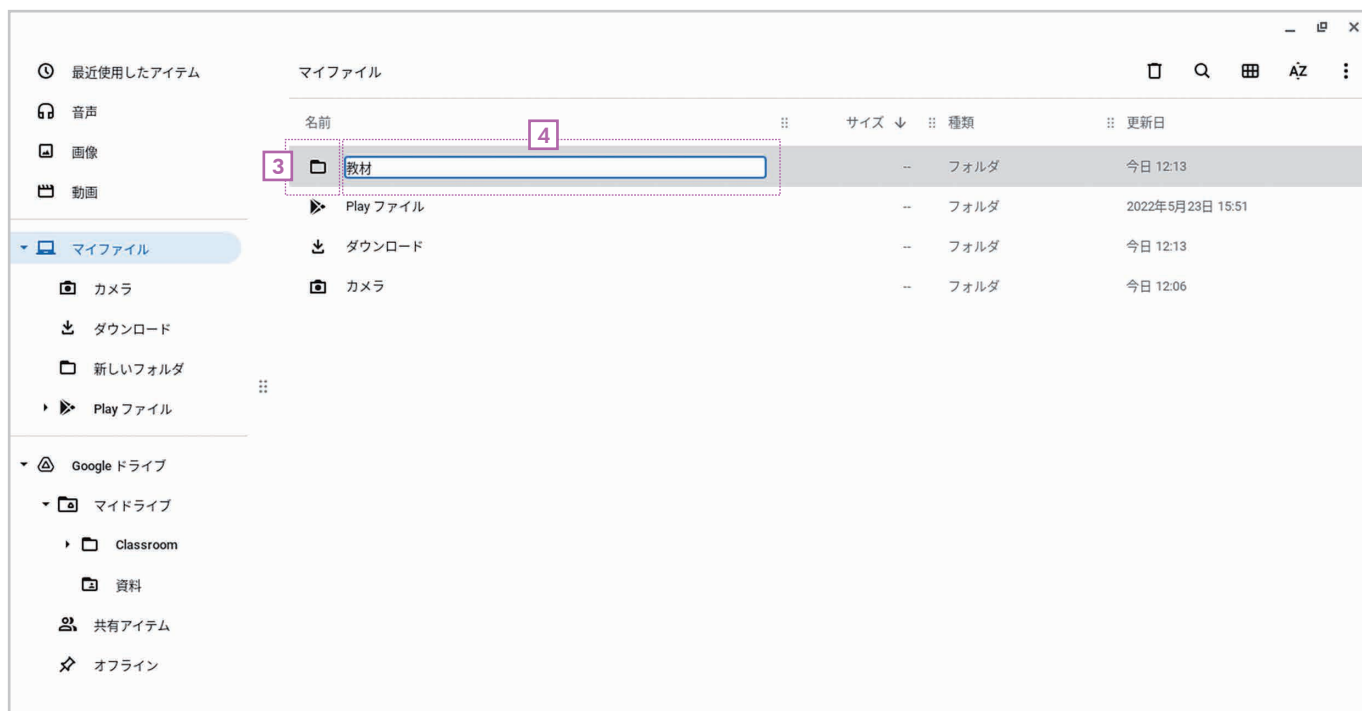 最近使用したアイテム
音声
画像
動画
マイファイル
カメラ
ダウンロード
新しいフォルダ
Play ファイル
Google ドライブ
マイドライブ
Classroom
資料
共有アイテム
オフライン
マイファイル
AZ
名前 サイズ 種類 更新日
4
3 教材 -- フォルダ 今日 12:13
Play ファイル -- フォルダ 2022年5月23日 15:51
ダウンロード -- フォルダ 今日 12:13
カメラ -- フォルダ 今日 12:06